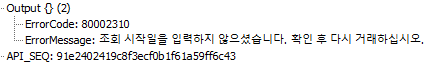 Output {} (2)
ErrorCode: 80002310
ErrorMessage: 조회 시작일을 입력하지 않으셨습니다. 확인 후 다시 거래하십시오.
API_SEQ: 91e2402419c8f3ecf0b1f61a59ff6c43